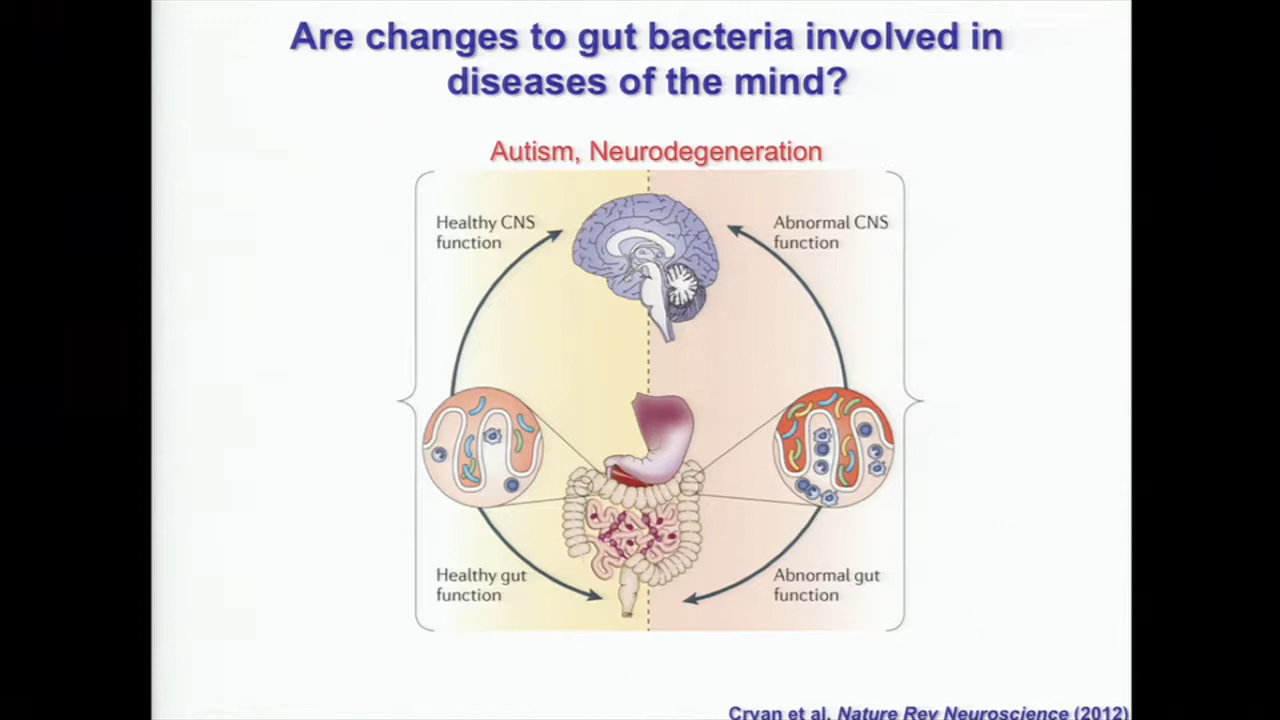 Are changes to gut bacteria involved in
diseases of the mind?
Autism, Neurodegeneration
Healthy CNS
function
Abnormal CNS
function
Healthy gut
function
Abnormal gut
function
Cryan et al, Nature Rev Neuroscience (2012)